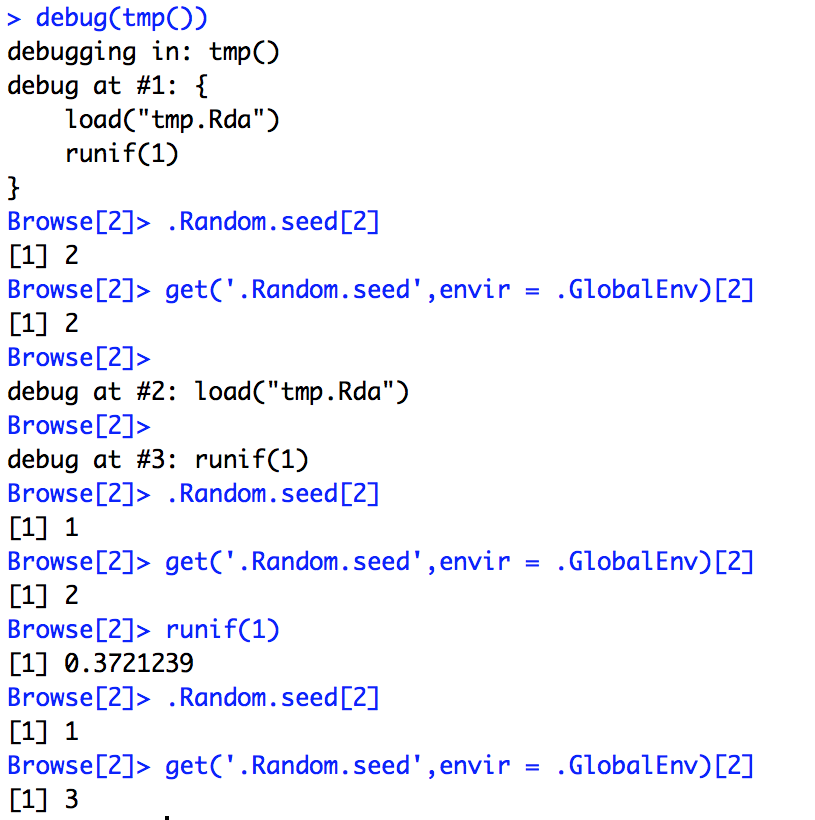 > debug(tmp())
debugging in: tmp()
debug at #1: {
    load("tmp.Rda")
    runif(1)
}
Browse[2]> .Random.seed[2]
[1] 2
Browse[2]> get('.Random.seed',envir = .GlobalEnv)[2]
[1] 2
Browse[2]>
debug at #2: load("tmp.Rda")
Browse[2]>
debug at #3: runif(1)
Browse[2]> .Random.seed[2]
[1] 1
Browse[2]> get('.Random.seed',envir = .GlobalEnv)[2]
[1] 2
Browse[2]> runif(1)
[1] 0.3721239
Browse[2]> .Random.seed[2]
[1] 1
Browse[2]> get('.Random.seed',envir = .GlobalEnv)[2]
[1] 3